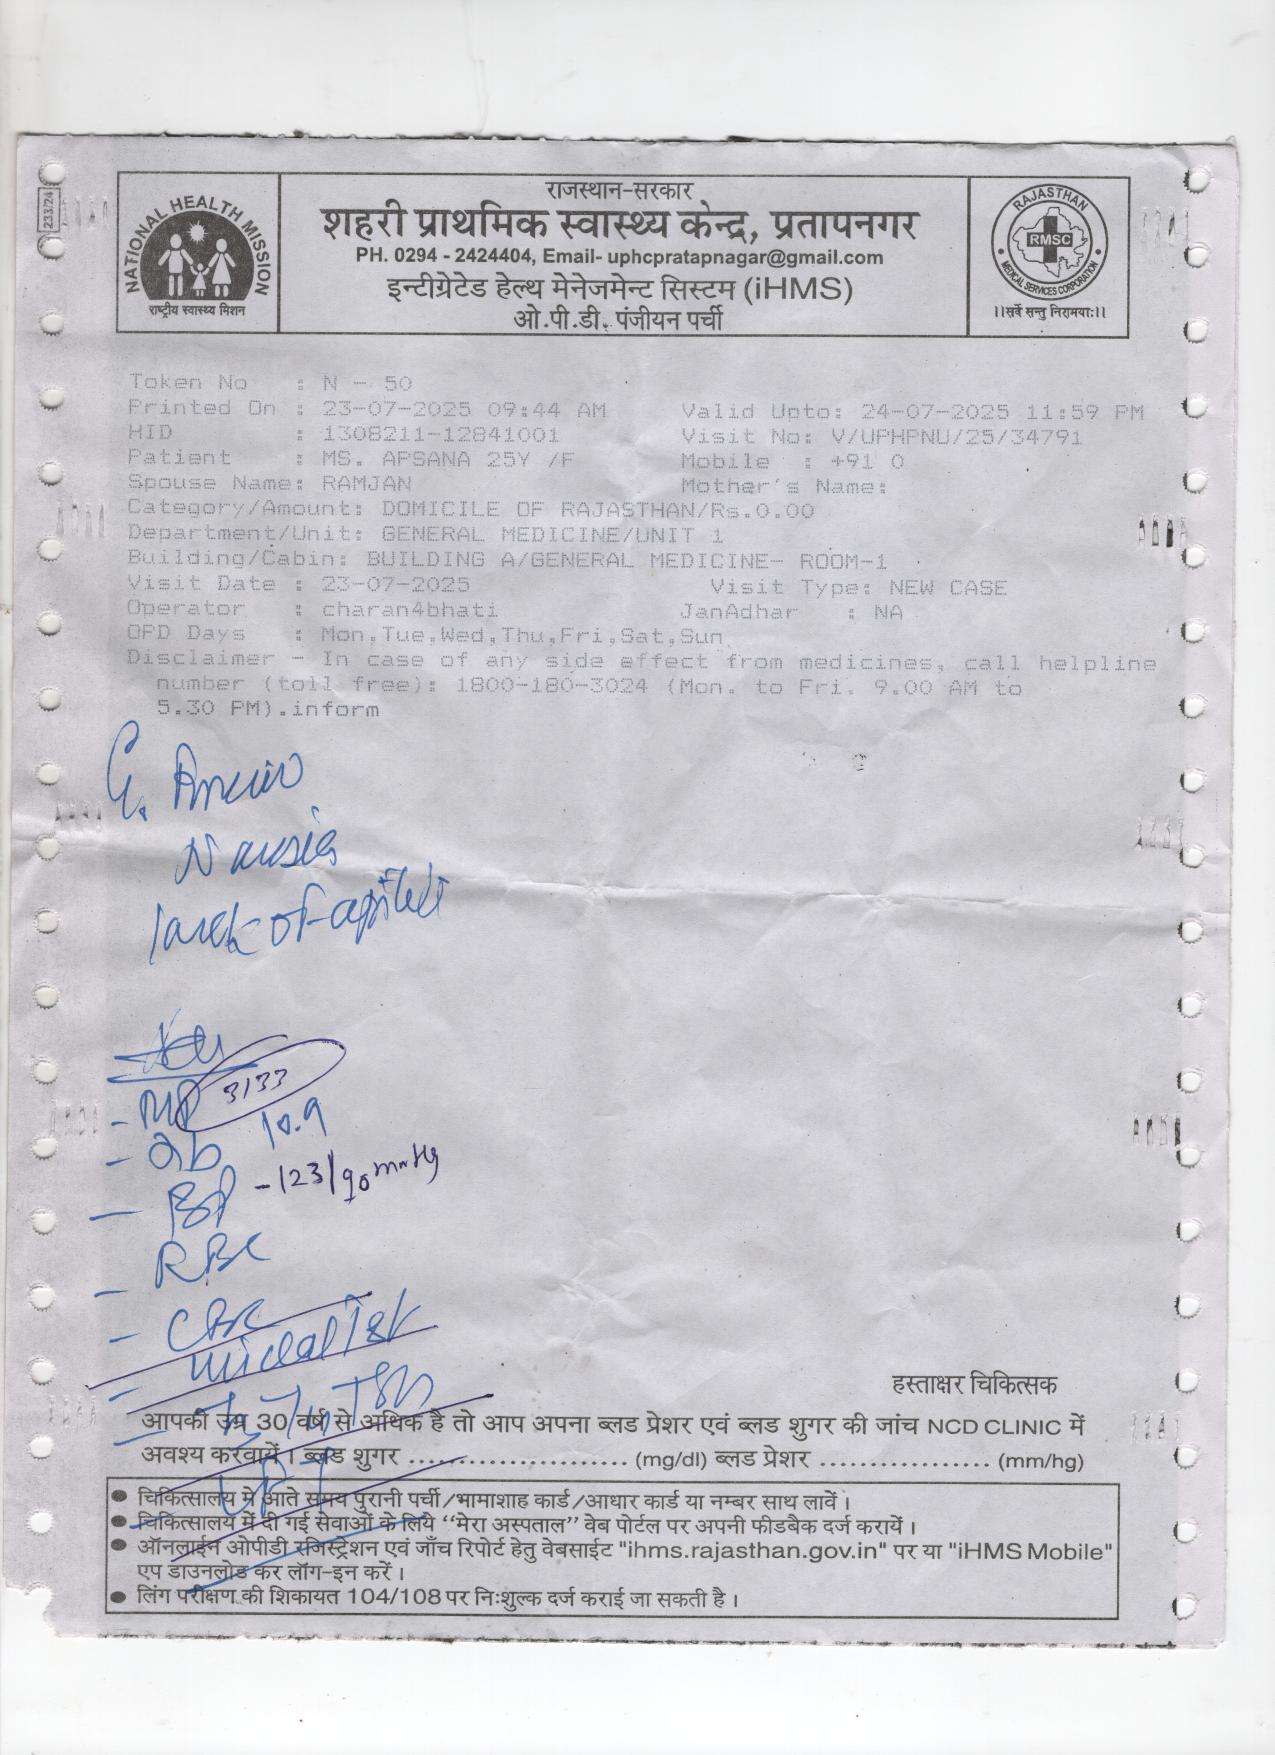 233/24
NATIONAL HEALTH MISSION
राष्ट्रीय स्वास्थ्य मिशन
राजस्थान-सरकार
शहरी प्राथमिक स्वास्थ्य केन्द्र, प्रतापनगर
PH. 0294 - 2424404, Email- uphcpratapnagar@gmail.com
इन्टीग्रेटेड हेल्थ मेनेजमेन्ट सिस्टम (iHMS)
ओ.पी.डी. पंजीयन पर्ची
RAJASTHAN
RMSC
MEDICAL SERVICES CORPORATION
।।सर्वे सन्तु निरामयाः।।
Token No : N - 50
Printed On : 23-07-2025 09:44 AM Valid Upto: 24-07-2025 11:59 PM
HID : 1308211-12841001 Visit No: V/UPHPNU/25/34791
Patient : MS. APSANA 25Y /F Mobile : +91 0
Spouse Name: RAMJAN Mother's Name:
Category/Amount: DOMICILE OF RAJASTHAN/Rs.0.00
Department/Unit: GENERAL MEDICINE/UNIT 1
Building/Cabin: BUILDING A/GENERAL MEDICINE- ROOM-1
Visit Date : 23-07-2025 Visit Type: NEW CASE
Operator : charan4bhati JanAdhar : NA
OPD Days : Mon,Tue,Wed,Thu,Fri,Sat,Sun
Disclaimer - In case of any side effect from medicines, call helpline
number (toll free): 1800-180-3024 (Mon. to Fri. 9.00 AM to
5.30 PM).inform
G.
Nausia
lack of
3133
- MP
- Hb 10.9
- BP -123/90 mmHg
- CBC
- widal Test
TSH
हस्ताक्षर चिकित्सक
आपकी उम्र 30 वर्ष से अधिक है तो आप अपना ब्लड प्रेशर एवं ब्लड शुगर की जांच NCD CLINIC में
अवश्य करवायें । ब्लड शुगर ........................ (mg/dl) ब्लड प्रेशर .................. (mm/hg)
● चिकित्सालय मे आते समय पुरानी पर्ची/भामाशाह कार्ड/आधार कार्ड या नम्बर साथ लावें।
● चिकित्सालय में दी गई सेवाओं के लिये "मेरा अस्पताल" वेब पोर्टल पर अपनी फीडबैक दर्ज करायें।
● ऑनलाईन ओपीडी रजिस्ट्रेशन एवं जाँच रिपोर्ट हेतु वेबसाईट "ihms.rajasthan.gov.in" पर या "iHMS Mobile"
एप डाउनलोड कर लॉग-इन करें।
● लिंग परीक्षण की शिकायत 104/108 पर निःशुल्क दर्ज कराई जा सकती है।